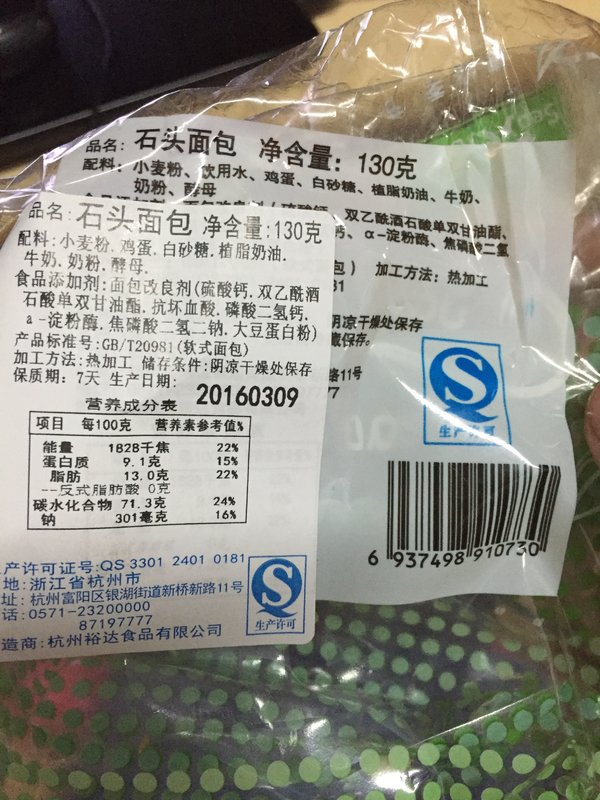 品名: 石头面包 净含量: 130克
配料: 小麦粉、饮用水、鸡蛋、白砂糖、植脂奶油、牛奶、
奶粉、酵母
双乙酰酒石酸单双甘油酯、
α-淀粉酶、焦磷酸二氢
包) 加工方法: 热加工
阴凉干燥处保存
藏保存。
路11号
生产许可
6 937498 910730
品名: 石头面包 净含量:130克
配料:小麦粉,鸡蛋,白砂糖,植脂奶油,
牛奶,奶粉,酵母.
食品添加剂:面包改良剂(硫酸钙,双乙酰酒
石酸单双甘油酯,抗坏血酸,磷酸二氢钙,
a-淀粉酶,焦磷酸二氢二钠,大豆蛋白粉)
产品标准号:GB/T20981(软式面包)
加工方法:热加工 储存条件:阴凉干燥处保存
保质期: 7天 生产日期: 20160309
营养成分表
项目 每100克 营养素参考值%
能量 1828千焦 22%
蛋白质 9.1克 15%
脂肪 13.0克 22%
--反式脂肪酸 0克
碳水化合物 71.3克 24%
钠 301毫克 16%
产许可证号:QS 3301 2401 0181
地:浙江省杭州市
址: 杭州富阳区银湖街道新桥新路11号
话: 0571-23200000
87197777
造商: 杭州裕达食品有限公司
生产许可